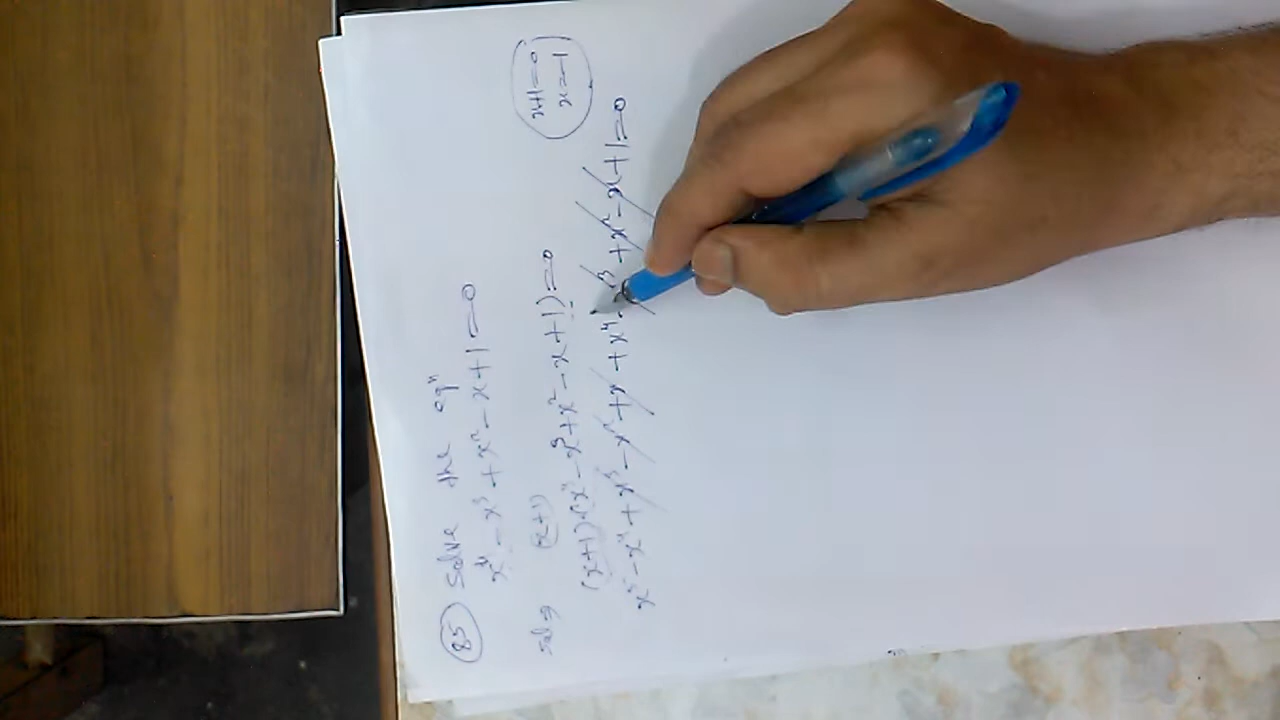 85 Solve the eqⁿ
x⁴ - x³ + x² - x + 1 = 0
Solⁿ (x+1) x+1=0
x=-1
(x+1)(x⁴ - x³ + x² - x + 1) = 0
x⁵ - x⁴ + x³ - x² + x + x⁴ - x³ + x² - x + 1 = 0